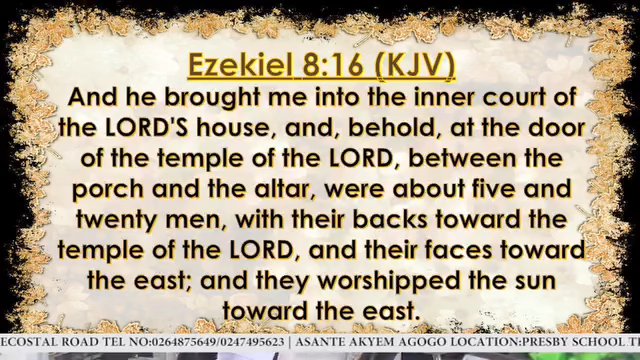 Ezekiel 8:16 (KJV)
And he brought me into the inner court of
the LORD'S house, and, behold, at the door
of the temple of the LORD, between the
porch and the altar, were about five and
twenty men, with their backs toward the
temple of the LORD, and their faces toward
the east; and they worshipped the sun
toward the east.
ECOSTAL ROAD TEL NO:0264875649/0247495623 | ASANTE AKYEM AGOGO LOCATION:PRESBY SCHOOL T